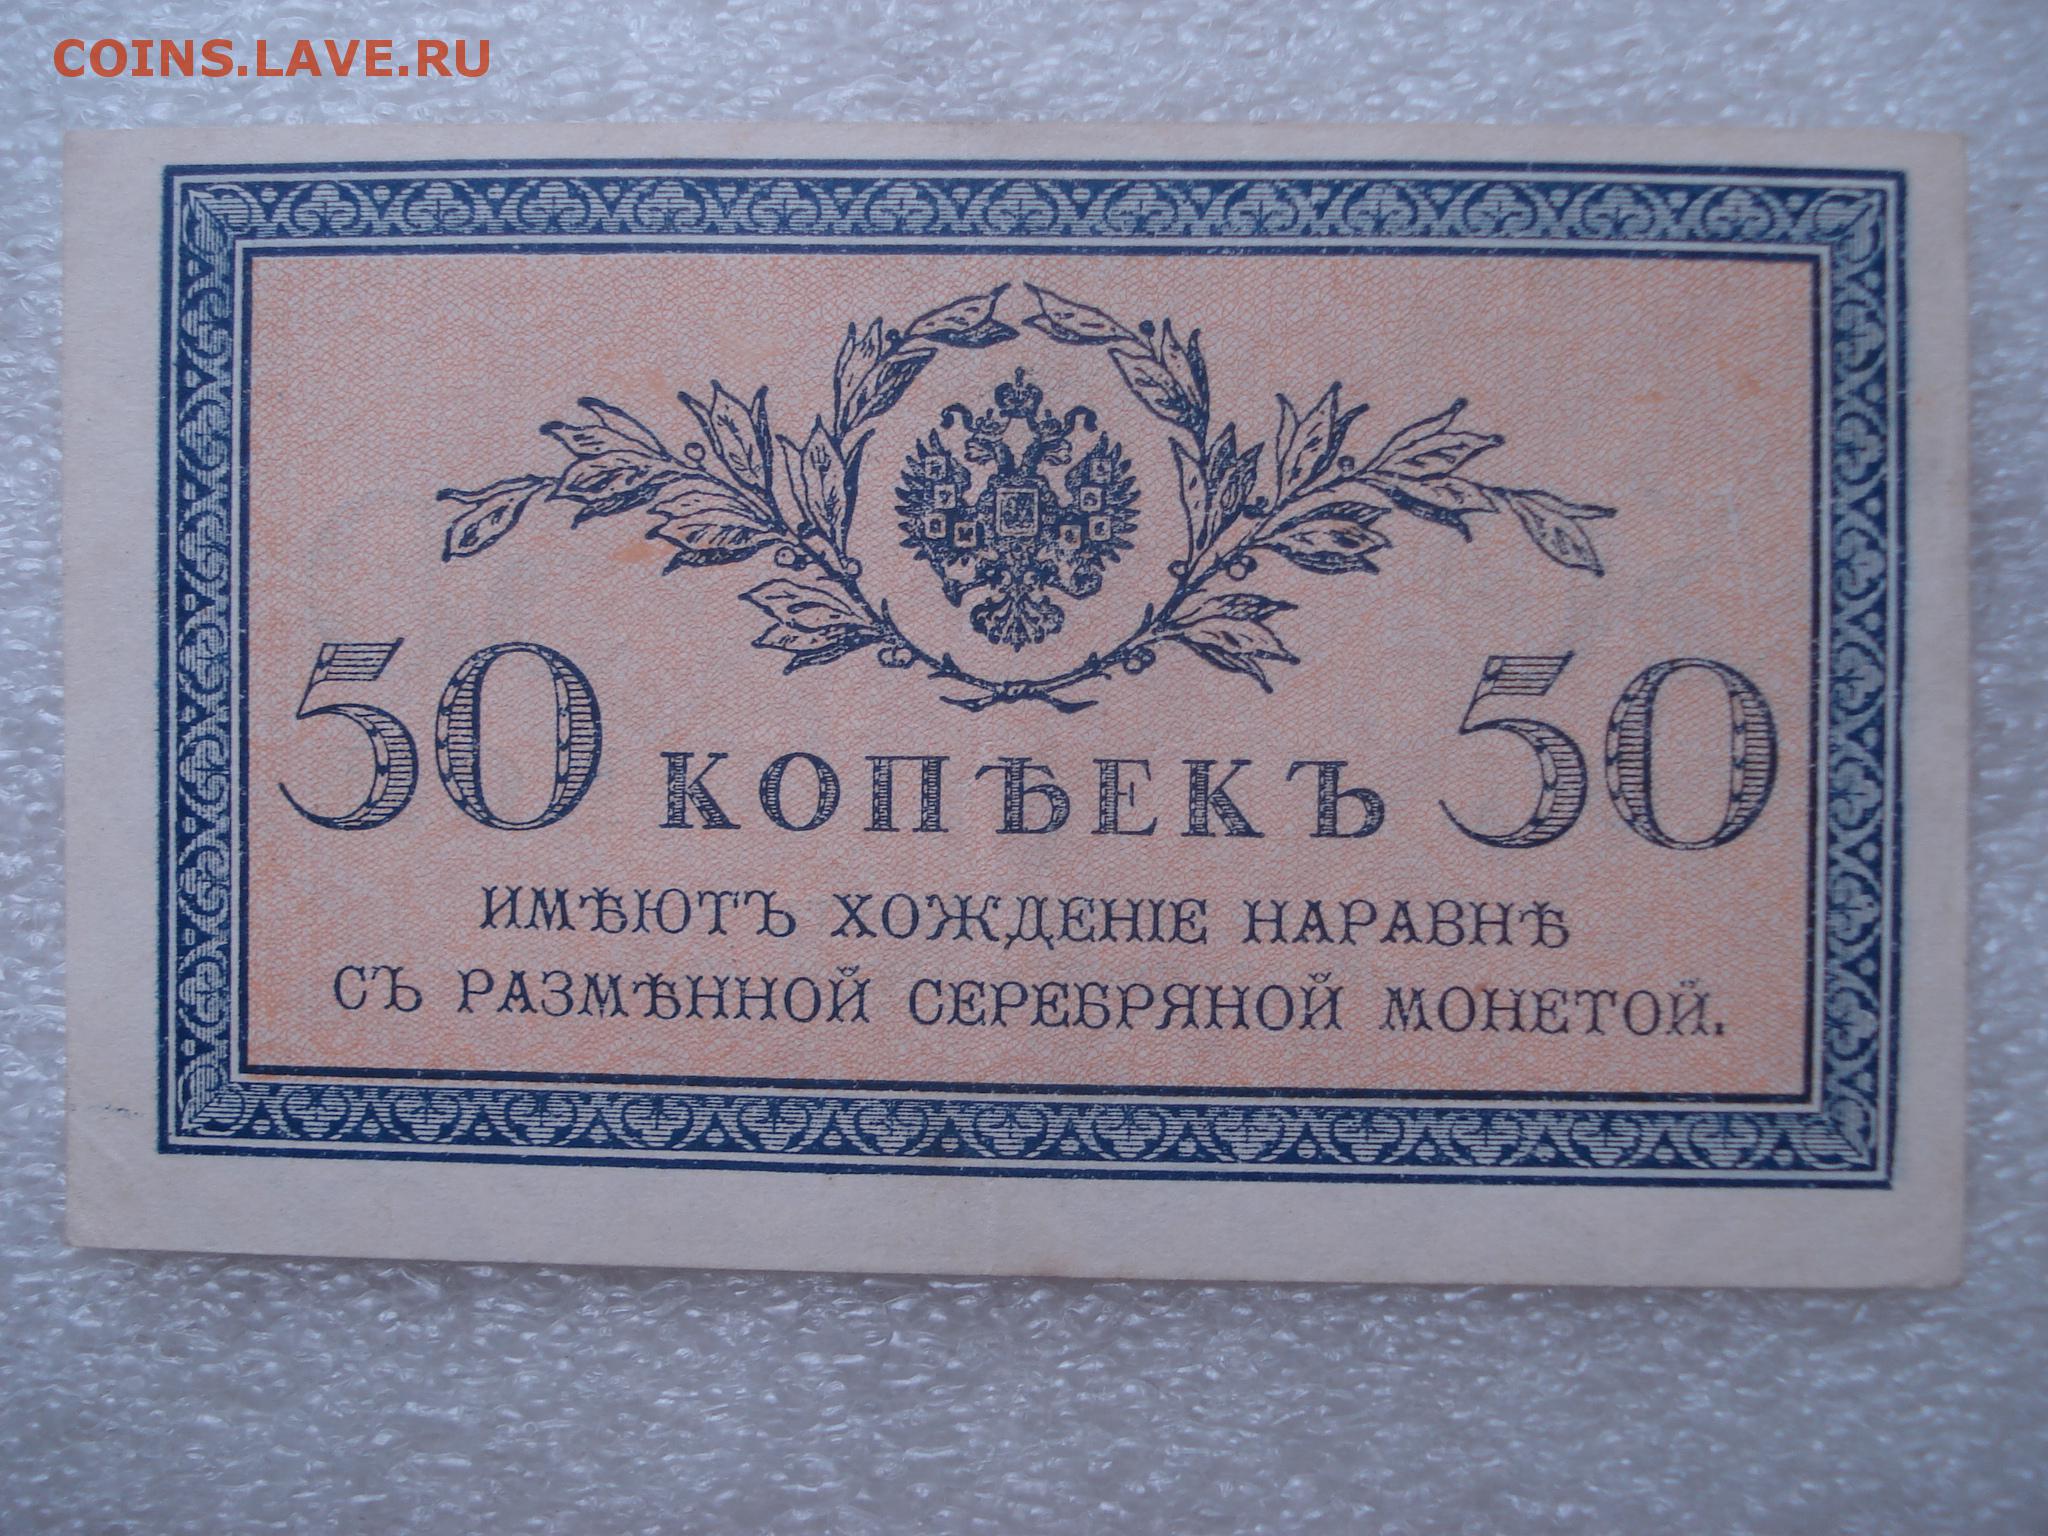 COINS.LAVE.RU
50 КОПѢЕКЪ 50
ИМѢЮТЪ ХОЖДЕНІЕ НАРАВНѢ
СЪ РАЗМѢННОЙ СЕРЕБРЯНОЙ МОНЕТОЙ.